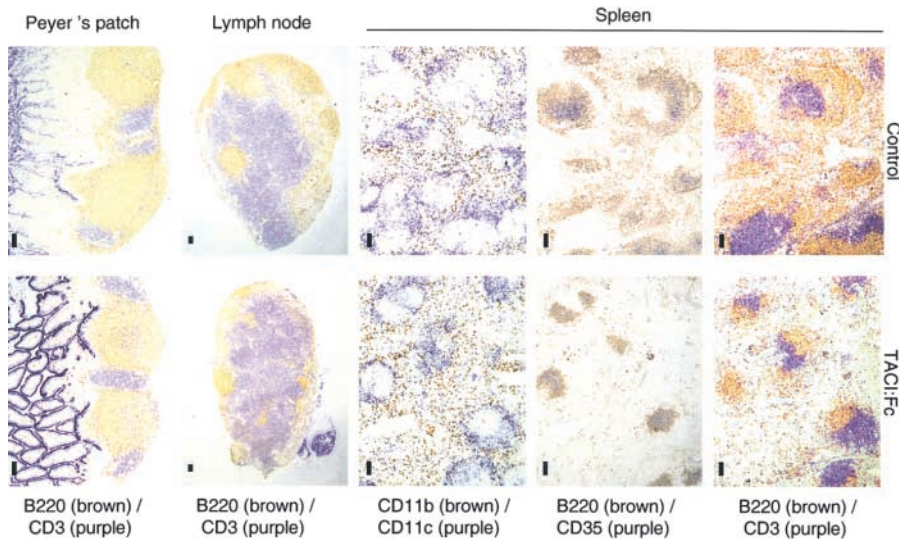 Peyer 's patch
Lymph node
Spleen
Control
TACI:Fc
B220 (brown) /
CD3 (purple)
B220 (brown) /
CD3 (purple)
CD11b (brown) /
CD11c (purple)
B220 (brown) /
CD35 (purple)
B220 (brown) /
CD3 (purple)